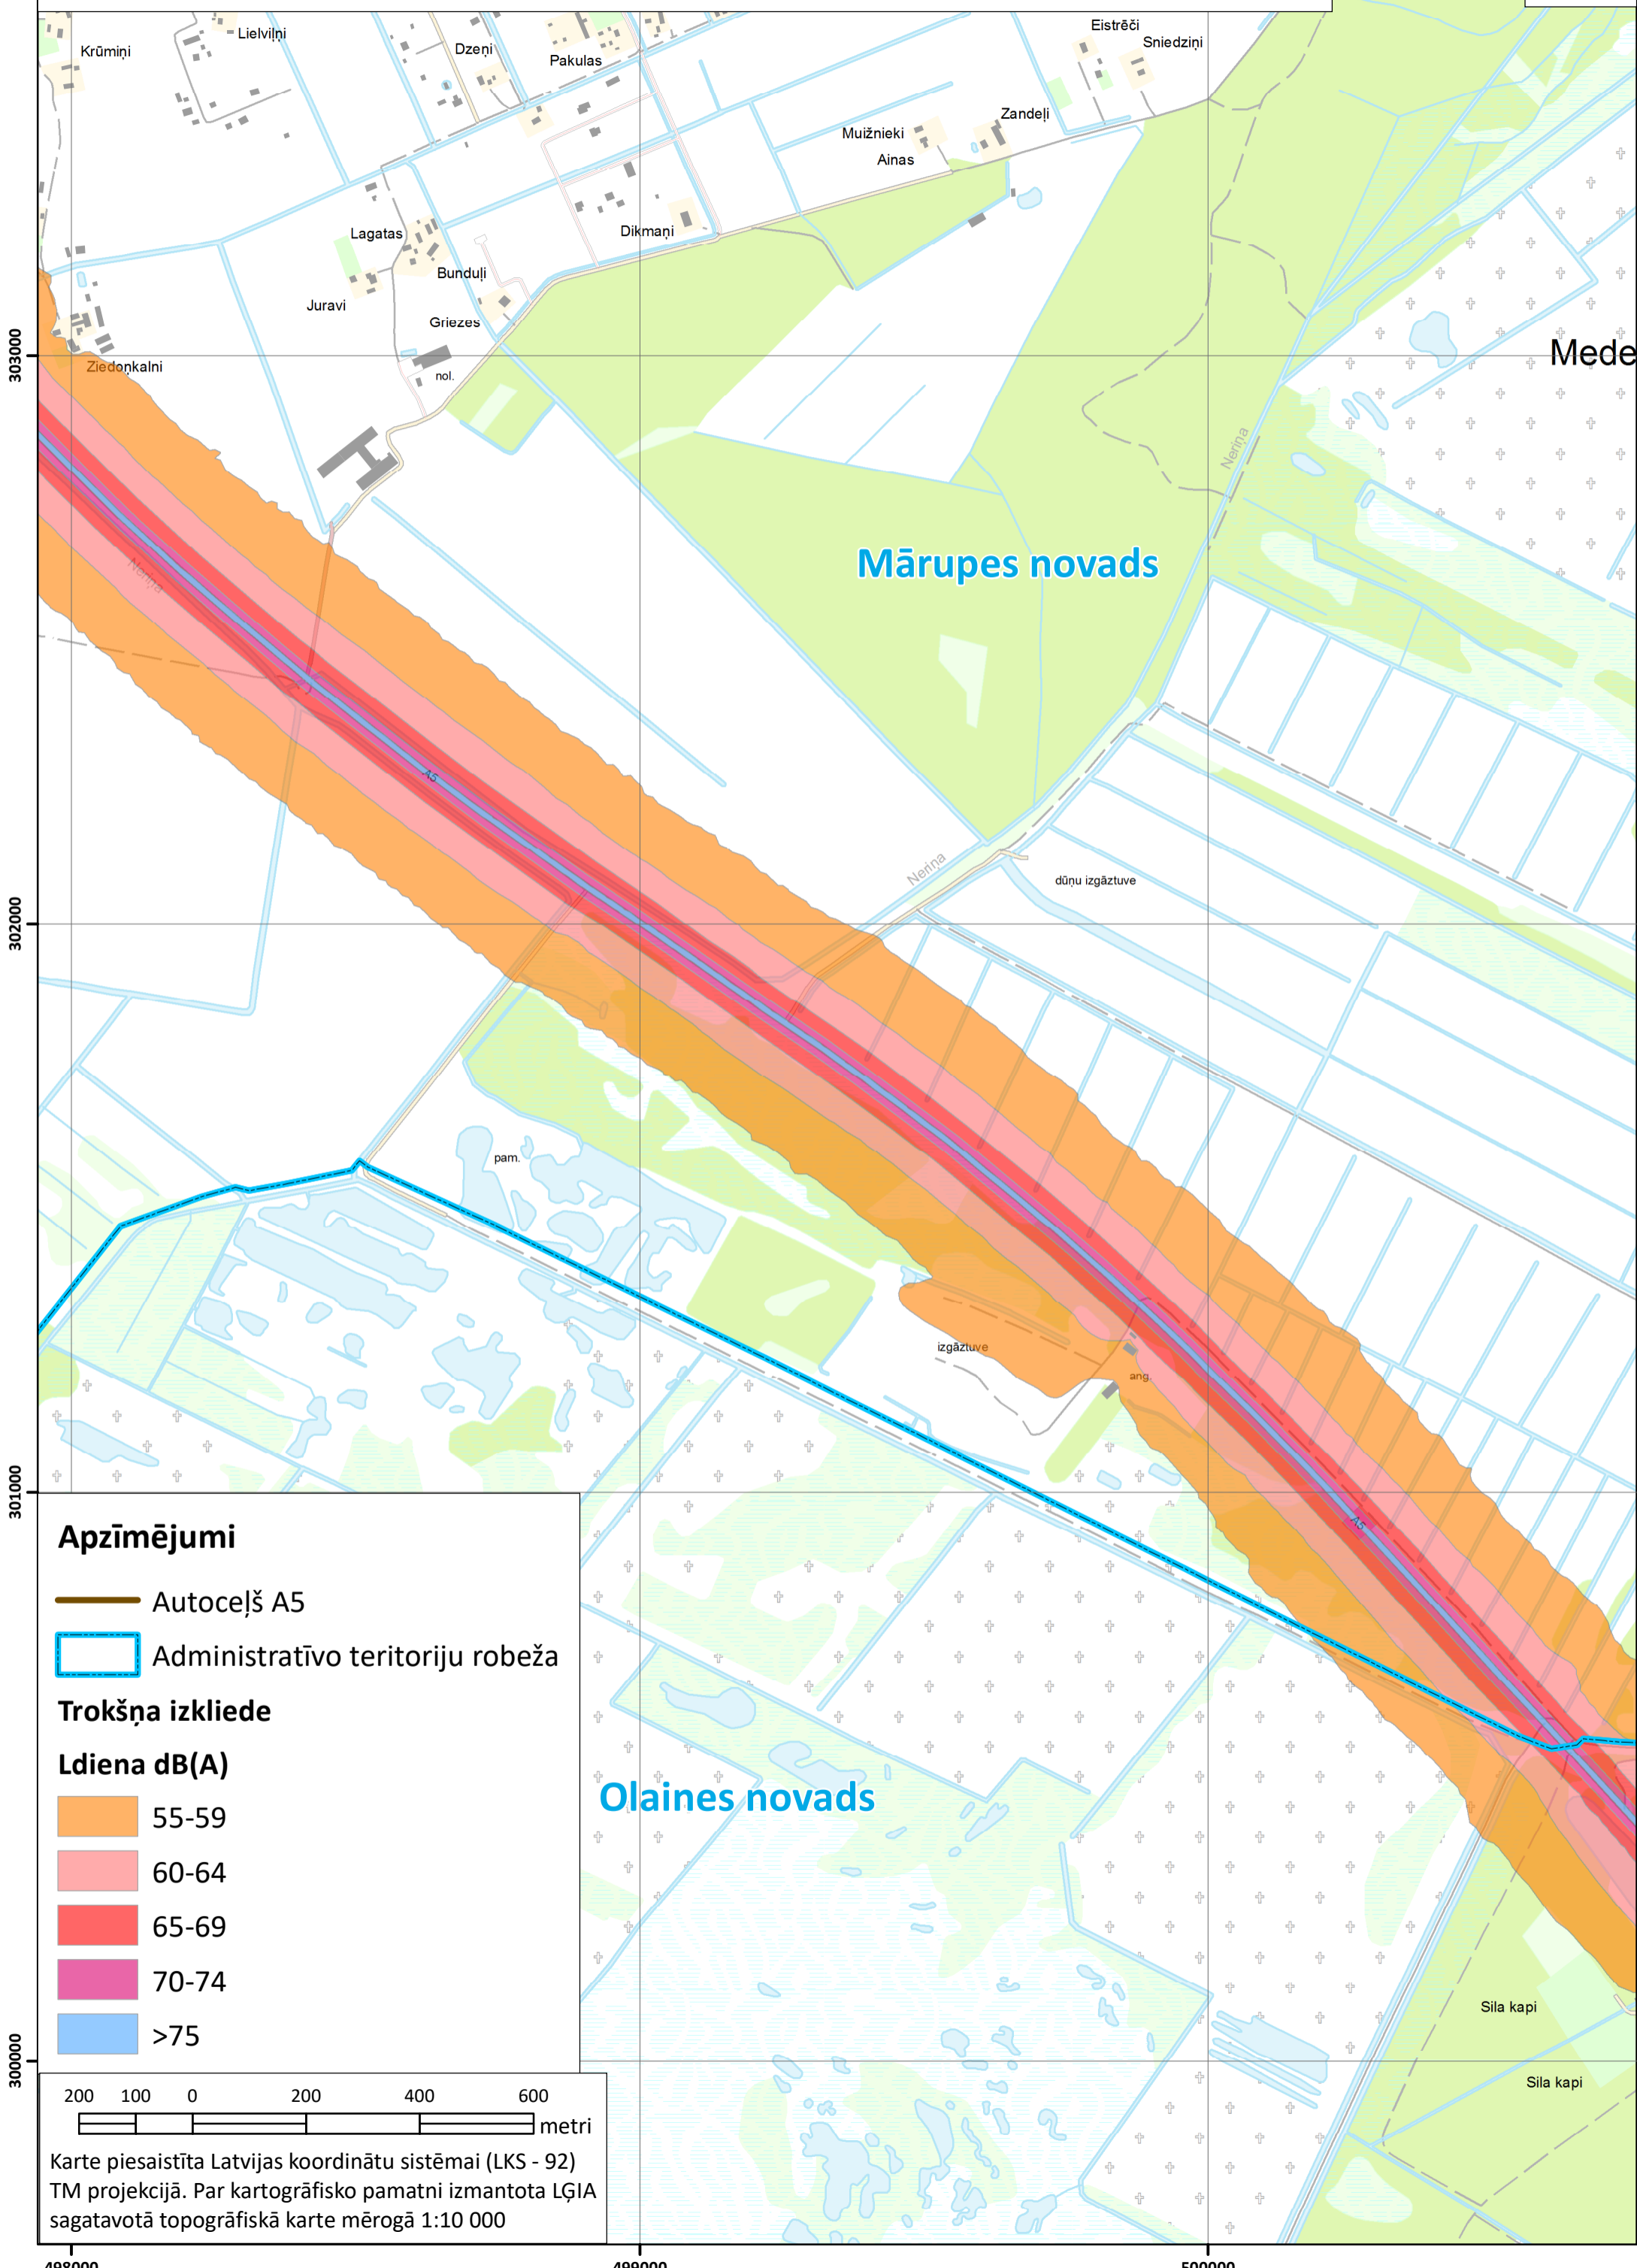 Krūmiņi
Lielviļņi
Dzeņi
Pakulas
Eistrēči
Sniedziņi
Zandeļi
Muižnieki
Ainas
Lagatas
Dikmaņi
Bunduļi
Juravi
Griezes
303000
Ziedoņkalni
nol.
Mede
Neriņa
Mārupes novads
Neriņa
A5
Neriņa
dūņu izgāztuve
302000
pam.
izgāztuve
ang.
301000
A5
Apzīmējumi
Autoceļš A5
Administratīvo teritoriju robeža
Trokšņa izkliede
Ldiena dB(A)
55-59
60-64
65-69
70-74
>75
Olaines novads
Sila kapi
Sila kapi
300000
200 100 0 200 400 600
metri
Karte piesaistīta Latvijas koordinātu sistēmai (LKS - 92)
TM projekcijā. Par kartogrāfisko pamatni izmantota LĢIA
sagatavotā topogrāfiskā karte mērogā 1:10 000
498000 499000 500000